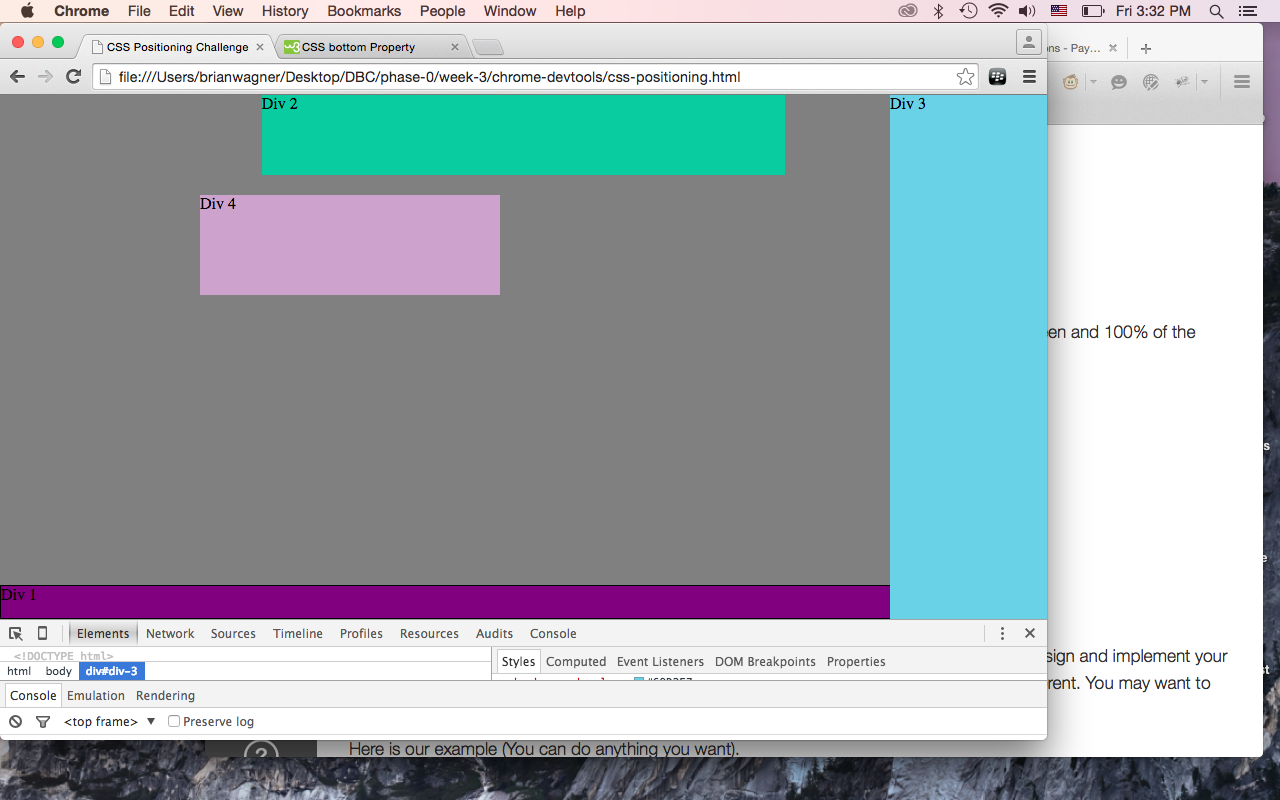 Chrome File Edit View History Bookmarks People Window Help Fri 3:32 PM
CSS Positioning Challenge CSS bottom Property ons - Pay...
file:///Users/brianwagner/Desktop/DBC/phase-0/week-3/chrome-devtools/css-positioning.html
Div 2 Div 3
Div 4
en and 100% of the
Div 1
Elements Network Sources Timeline Profiles Resources Audits Console
<!DOCTYPE html>
Styles Computed Event Listeners DOM Breakpoints Properties
sign and implement your
html body div#div-3
rent. You may want to
Console Emulation Rendering
<top frame> Preserve log
Here is our example (You can do anything you want).